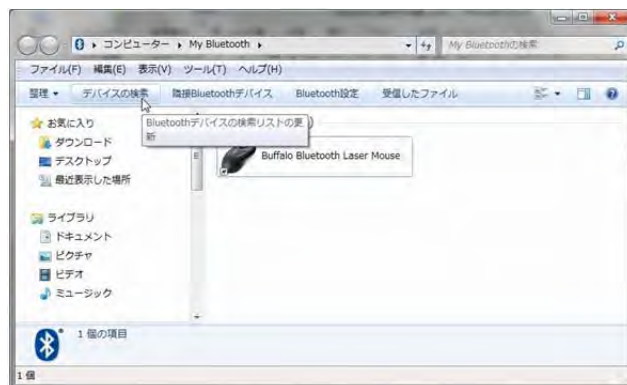 コンピューター ▸ My Bluetooth ▸
My Bluetoothの検索
ファイル(F) 編集(E) 表示(V) ツール(T) ヘルプ(H)
整理 デバイスの検索 隣接Bluetoothデバイス Bluetooth設定 受信したファイル
お気に入り
Bluetoothデバイスの検索リストの更
新
ダウンロード
デスクトップ
最近表示した場所
Buffalo Bluetooth Laser Mouse
ライブラリ
ドキュメント
ピクチャ
ビデオ
ミュージック
1 個の項目
1 個